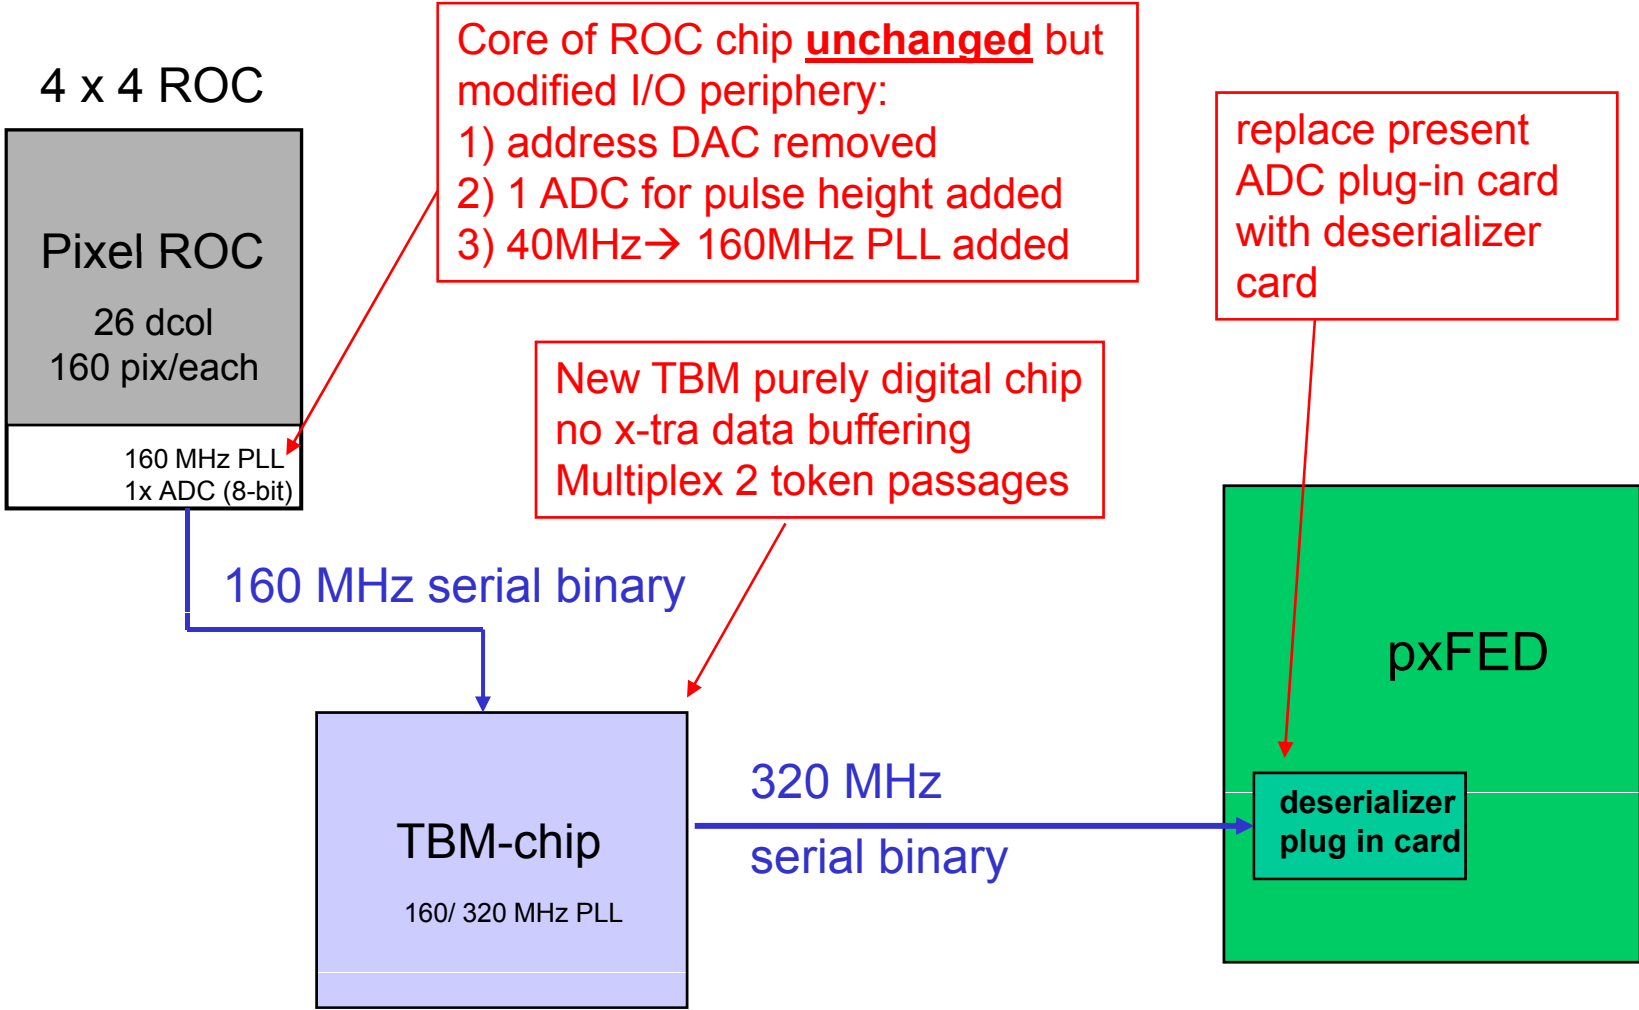 Core of ROC chip unchanged but
modified I/O periphery:
1) address DAC removed
2) 1 ADC for pulse height added
3) 40MHz→ 160MHz PLL added
4 x 4 ROC
replace present
ADC plug-in card
with deserializer
card
Pixel ROC
26 dcol
160 pix/each
160 MHz PLL
1x ADC (8-bit)
New TBM purely digital chip
no x-tra data buffering
Multiplex 2 token passages
160 MHz serial binary
pxFED
320 MHz
serial binary
deserializer
plug in card
TBM-chip
160/ 320 MHz PLL